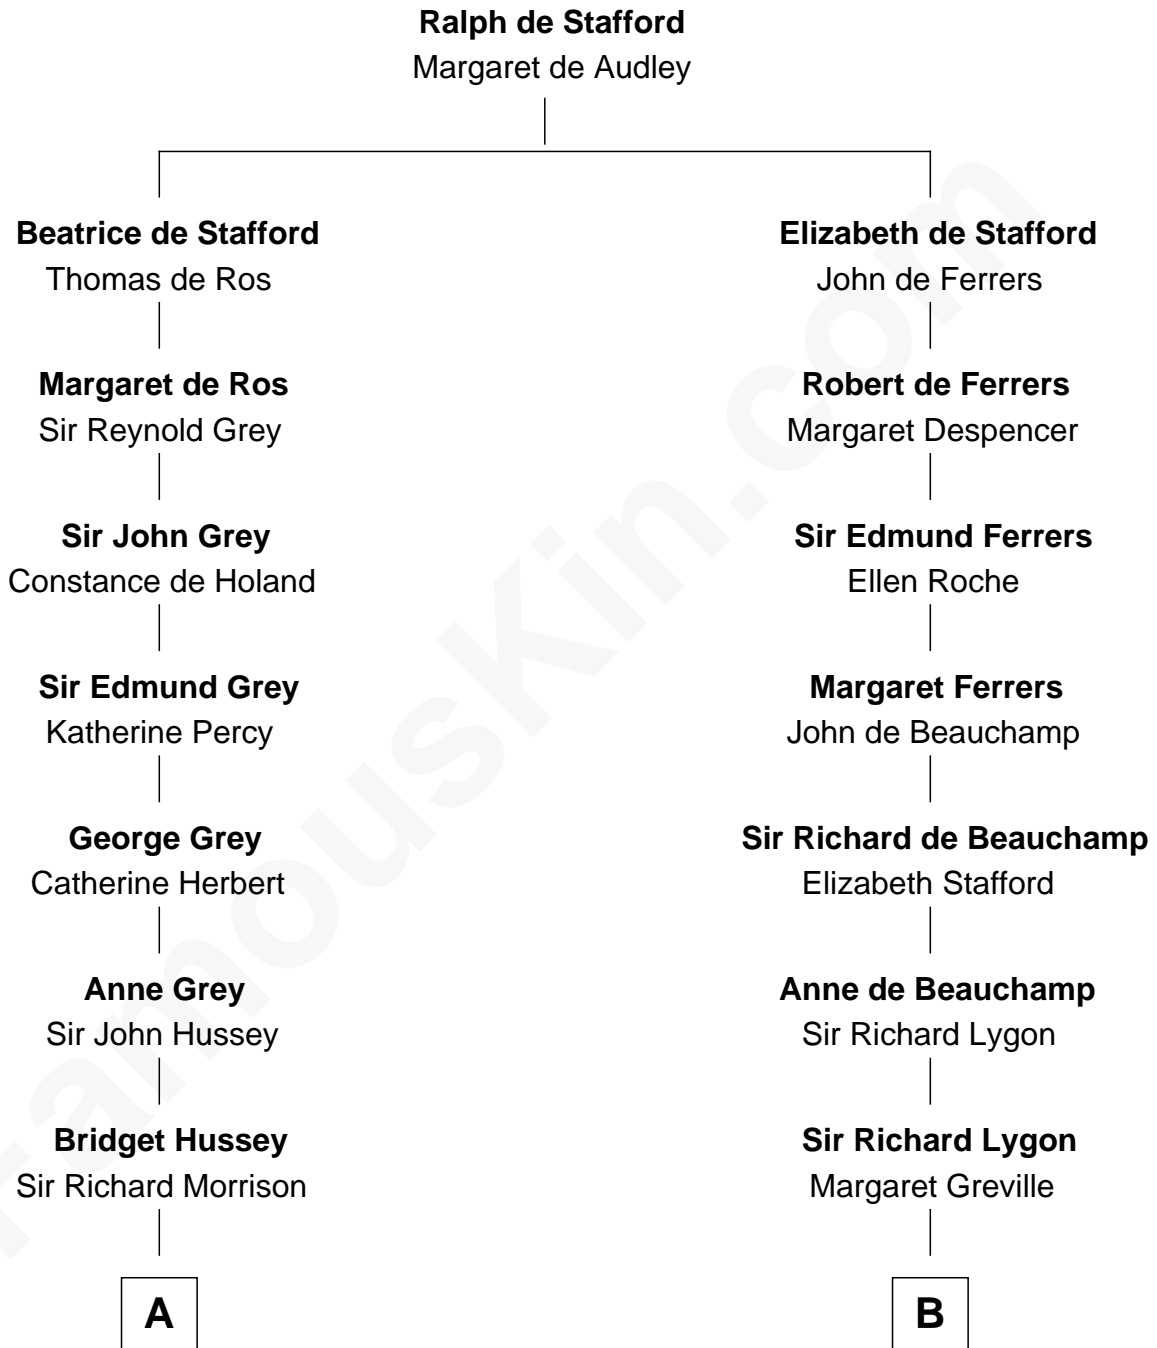 Ralph de Stafford
Margaret de Audley
Beatrice de Stafford
Thomas de Ros
Margaret de Ros
Sir Reynold Grey
Sir John Grey
Constance de Holand
Sir Edmund Grey
Katherine Percy
George Grey
Catherine Herbert
Anne Grey
Sir John Hussey
Bridget Hussey
Sir Richard Morrison
A
Elizabeth de Stafford
John de Ferrers
Robert de Ferrers
Margaret Despencer
Sir Edmund Ferrers
Ellen Roche
Margaret Ferrers
John de Beauchamp
Sir Richard de Beauchamp
Elizabeth Stafford
Anne de Beauchamp
Sir Richard Lygon
Sir Richard Lygon
Margaret Greville
B
FamousKin.com